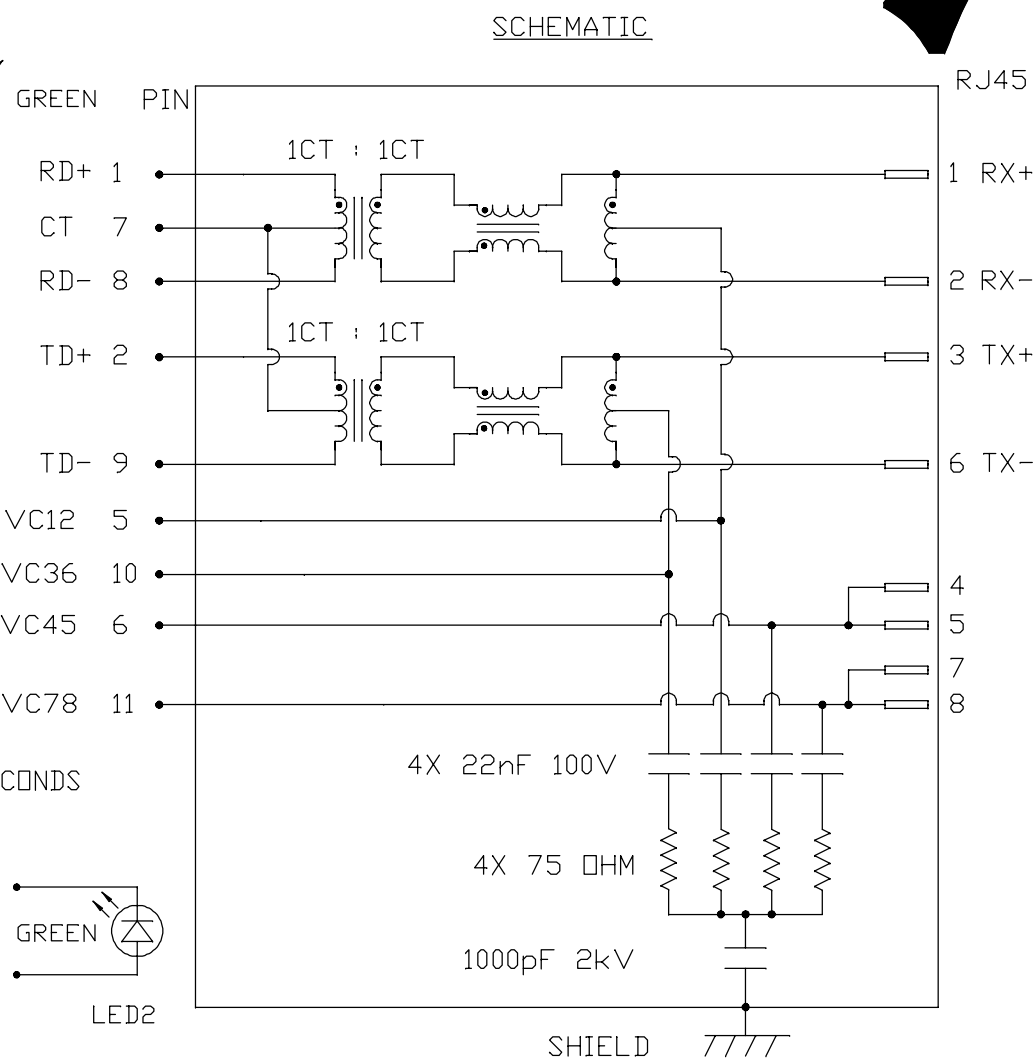 SCHEMATIC
RJ45
GREEN PIN
1CT : 1CT
RD+ 1
1 RX+
CT 7
RD- 8
2 RX-
1CT : 1CT
TD+ 2
3 TX+
TD- 9
6 TX-
VC12 5
VC36 10
4
VC45 6
5
7
VC78 11
8
4X 22nF 100V
CONDS
4X 75 OHM
GREEN
1000pF 2kV
LED2
SHIELD